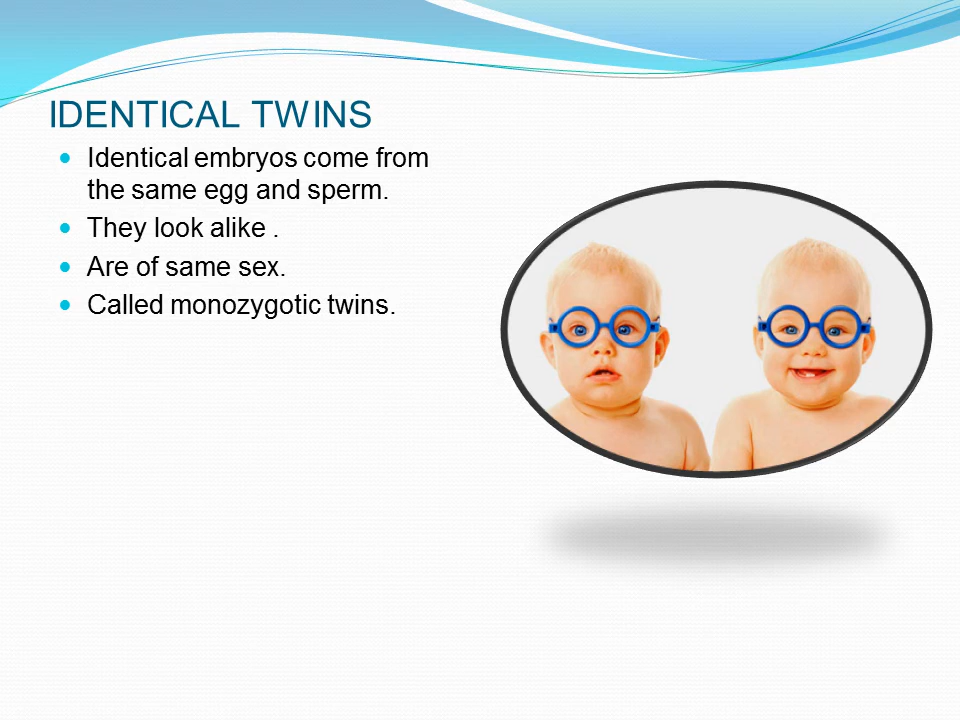 IDENTICAL TWINS
Identical embryos come from
the same egg and sperm.
They look alike .
Are of same sex.
Called monozygotic twins.